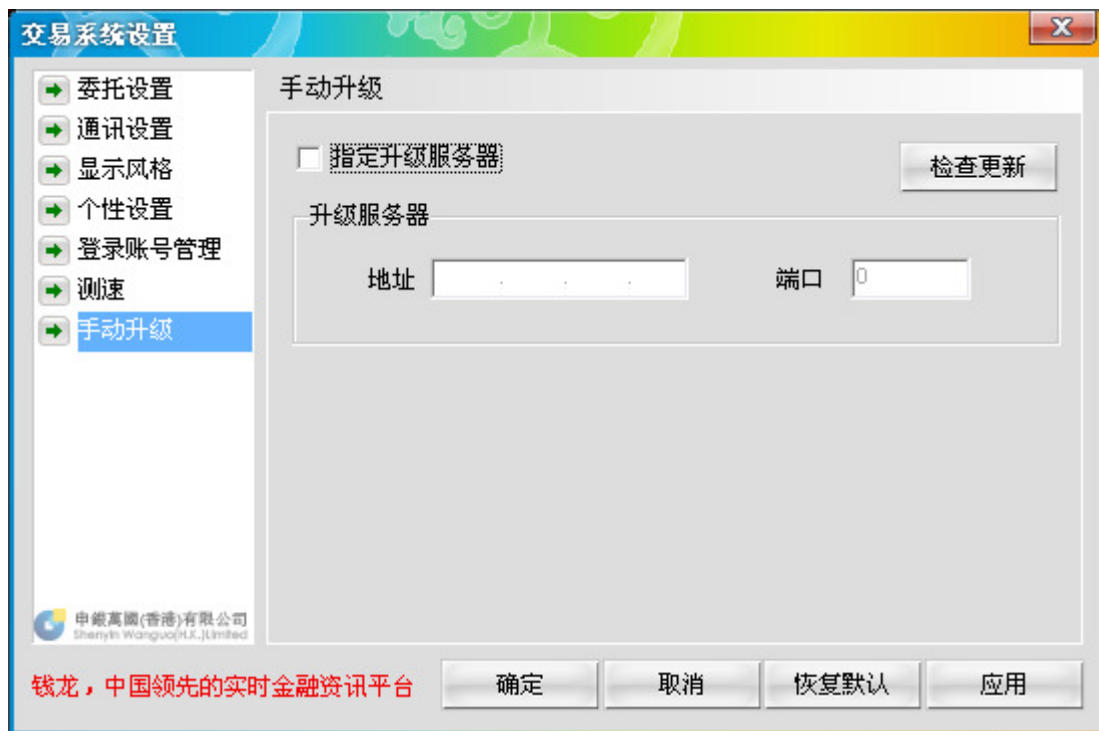 交易系统设置
委托设置
通讯设置
显示风格
个性设置
登录账号管理
测速
手动升级
手动升级
指定升级服务器
检查更新
升级服务器
地址 . . . 端口 0
申銀萬國(香港)有限公司
Shenyin Wanguo(H.K.)Limited
钱龙，中国领先的实时金融资讯平台
确定 取消 恢复默认 应用